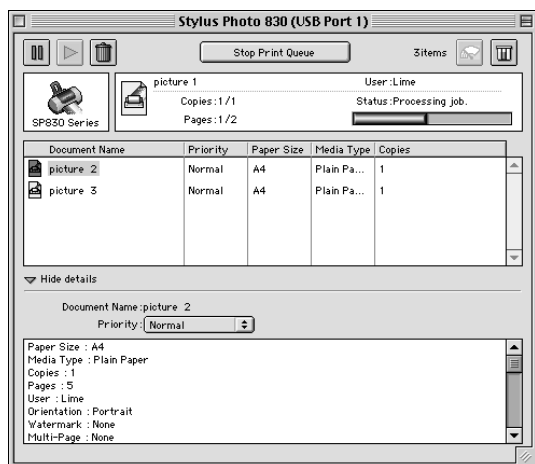 Stylus Photo 830 (USB Port 1)
Stop Print Queue
3items
SP830 Series
picture 1
User:Lime
Copies:1/1
Status:Processing job.
Pages:1/2
Document Name Priority Paper Size Media Type Copies
picture 2 Normal A4 Plain Pa... 1
picture 3 Normal A4 Plain Pa... 1
Hide details
Document Name:picture 2
Priority: Normal
Paper Size : A4
Media Type : Plain Paper
Copies : 1
Pages : 5
User : Lime
Orientation : Portrait
Watermark : None
Multi-Page : None